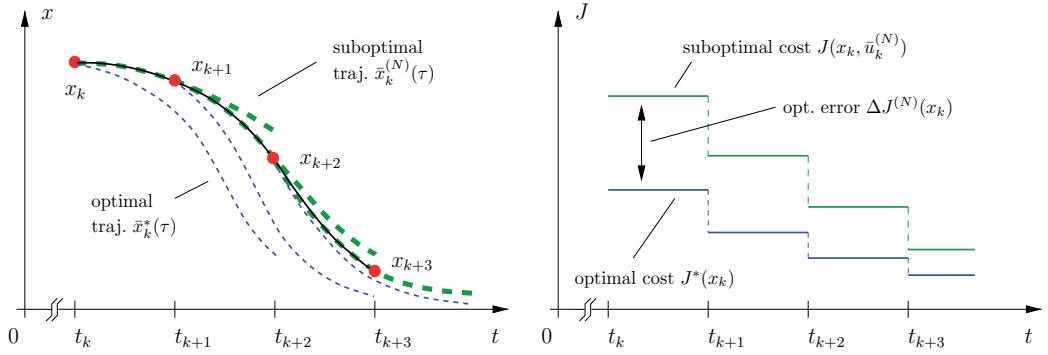 x
suboptimal
traj. x̄_k^{(N)}(τ)
x_{k+1}
x_k
x_{k+2}
optimal
traj. x̄_k^*(τ)
x_{k+3}
0
t_k
t_{k+1}
t_{k+2}
t_{k+3}
t
J
suboptimal cost J(x_k, ū_k^{(N)})
opt. error ΔJ^{(N)}(x_k)
optimal cost J^*(x_k)
0
t_k
t_{k+1}
t_{k+2}
t_{k+3}
t